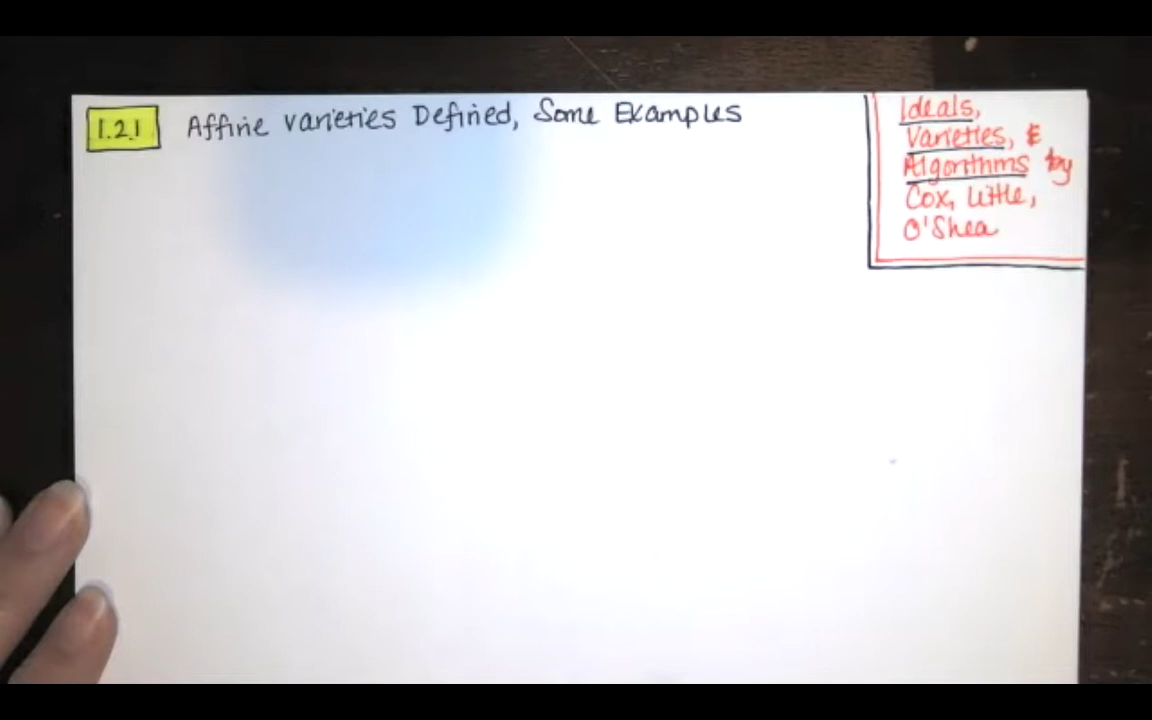 1.2.1 Affine Varieties Defined, Some Examples
Ideals,
Varieties, &
Algorithms by
Cox, Little,
O'Shea